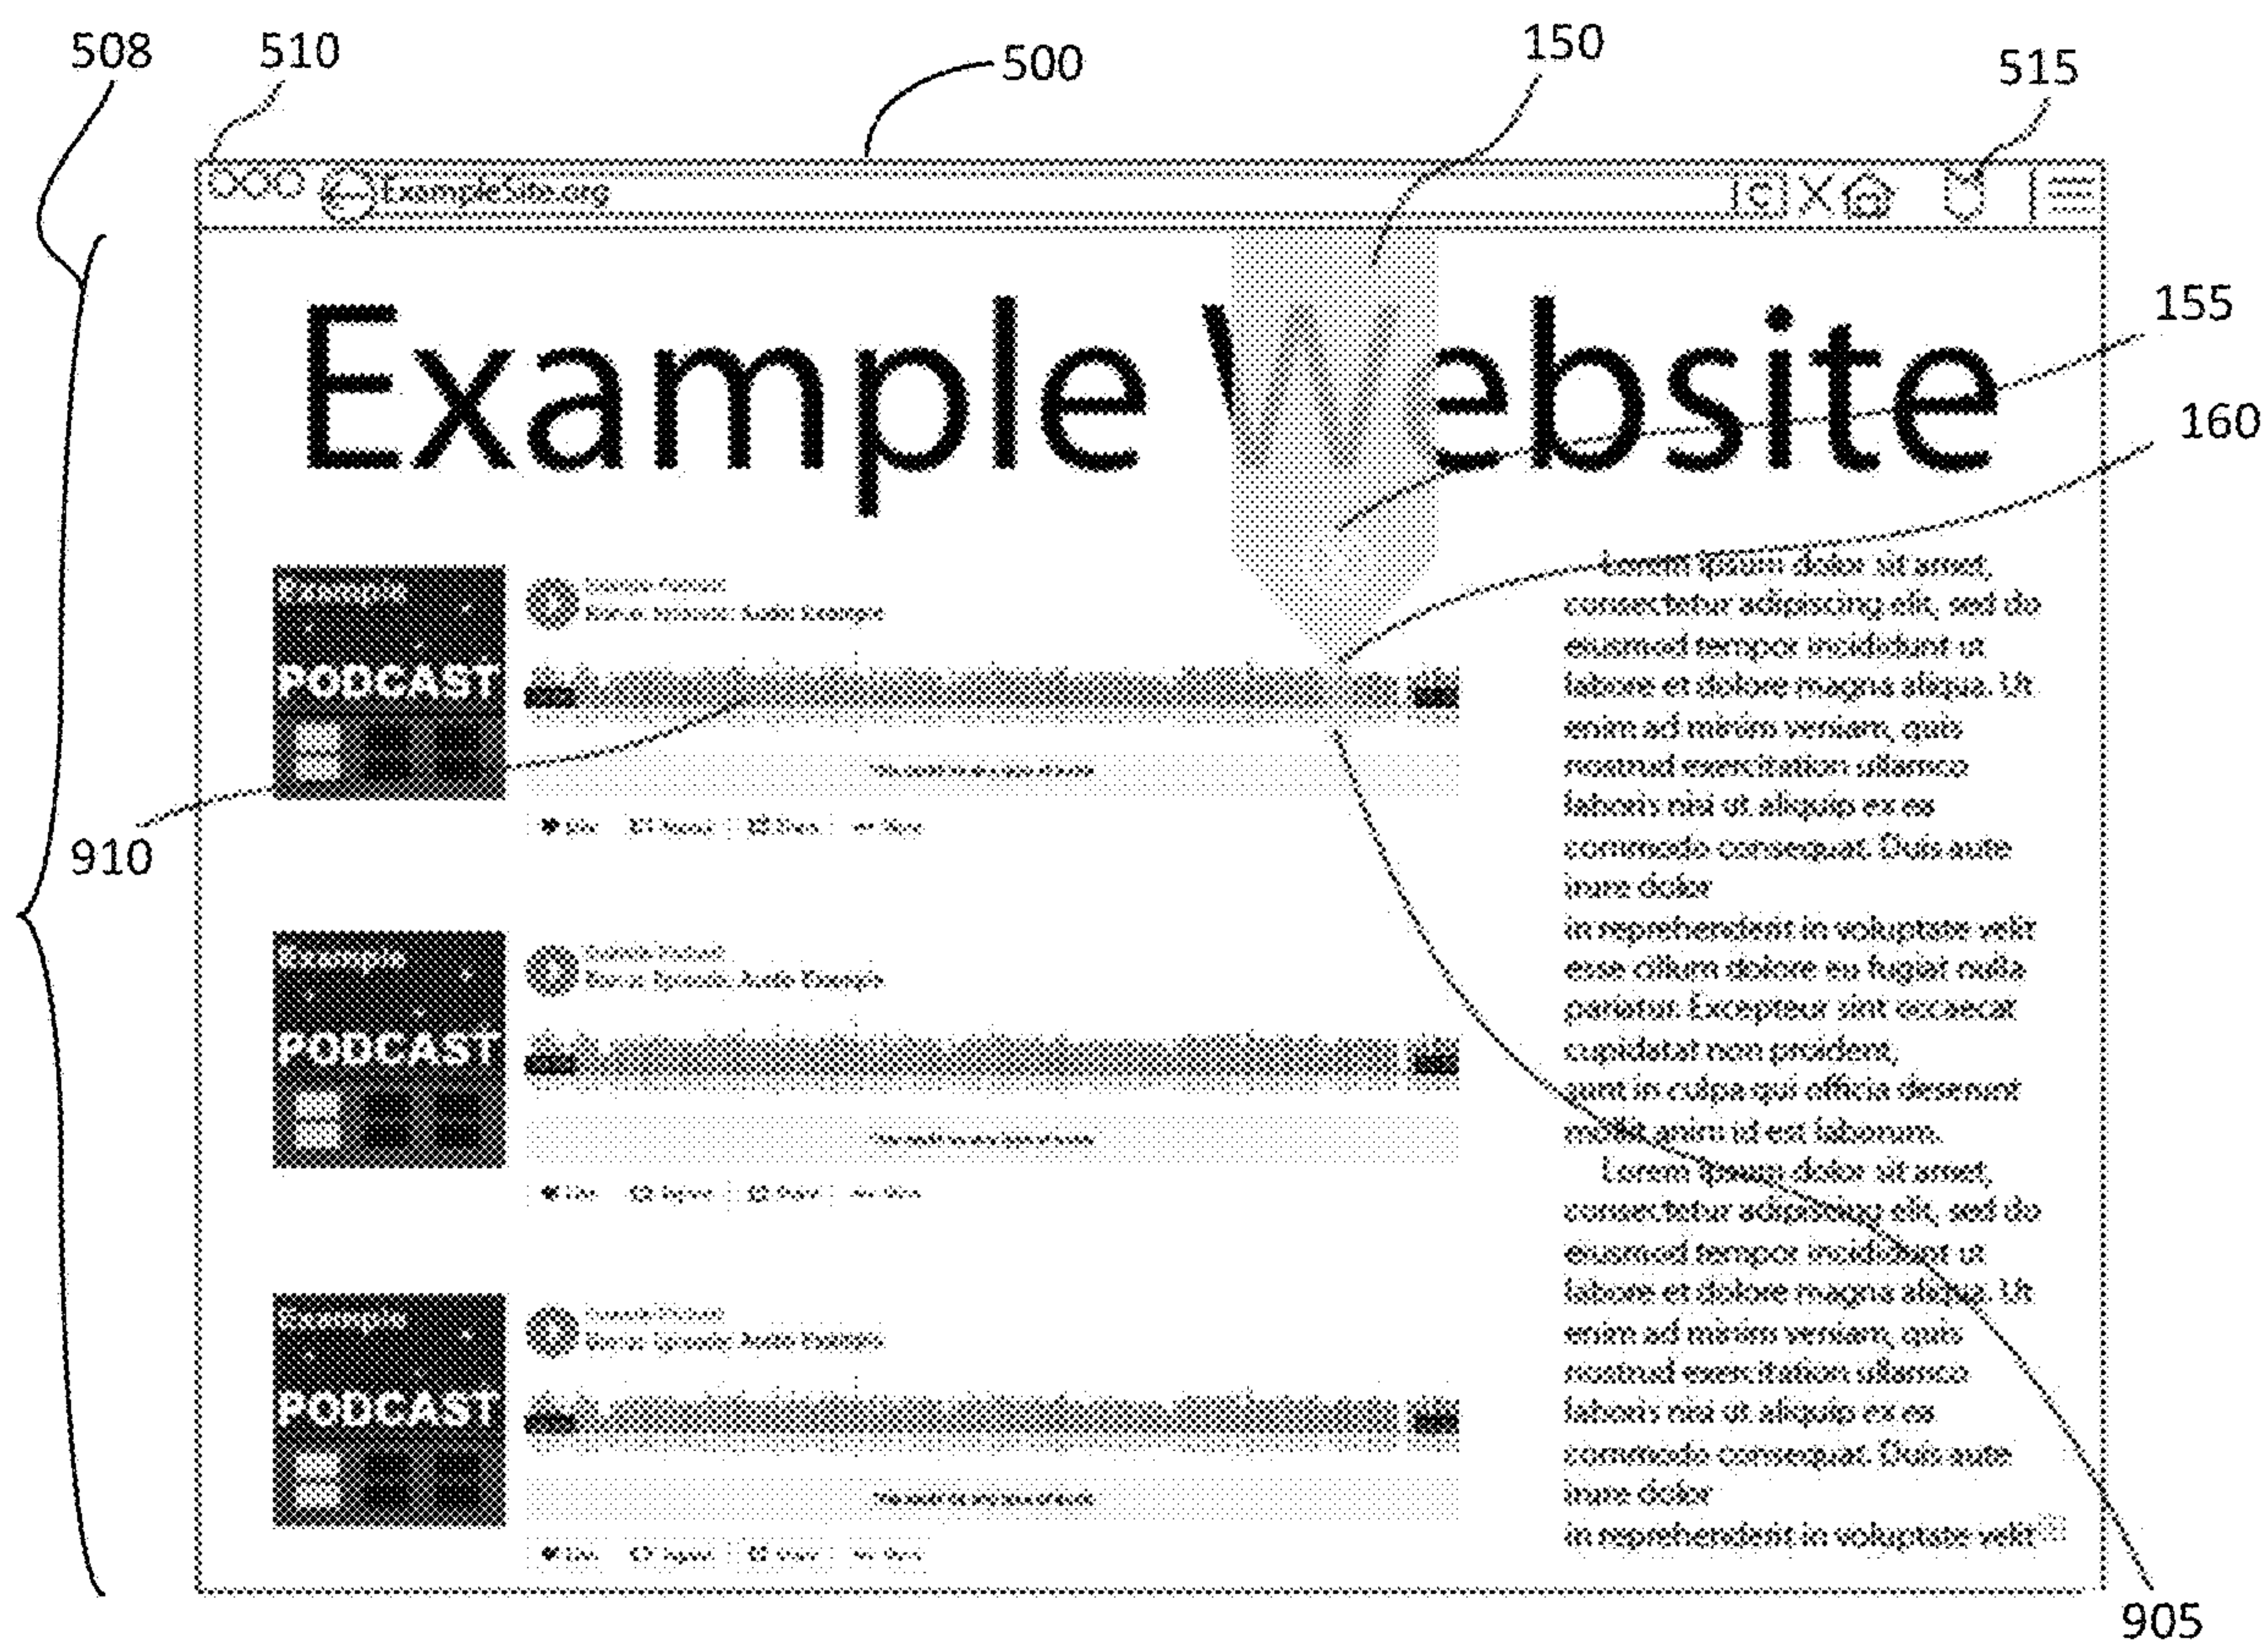 508
510
500
150
515
ExampleSite.org
155
Example Website
160
Example
PODCAST
910
Example
PODCAST
Example
PODCAST
Lorem ipsum dolor sit amet,
consectetur adipiscing elit, sed do
eiusmod tempor incididunt ut
labore et dolore magna aliqua. Ut
enim ad minim veniam, quis
nostrud exercitation ullamco
laboris nisi ut aliquip ex ea
commodo consequat. Duis aute
irure dolor
in reprehenderit in voluptate velit
esse cillum dolore eu fugiat nulla
pariatur. Excepteur sint occaecat
cupidatat non proident,
sunt in culpa qui officia deserunt
mollit anim id est laborum.
Lorem ipsum dolor sit amet,
consectetur adipiscing elit, sed do
eiusmod tempor incididunt ut
labore et dolore magna aliqua. Ut
enim ad minim veniam, quis
nostrud exercitation ullamco
laboris nisi ut aliquip ex ea
commodo consequat. Duis aute
irure dolor
in reprehenderit in voluptate velit
905